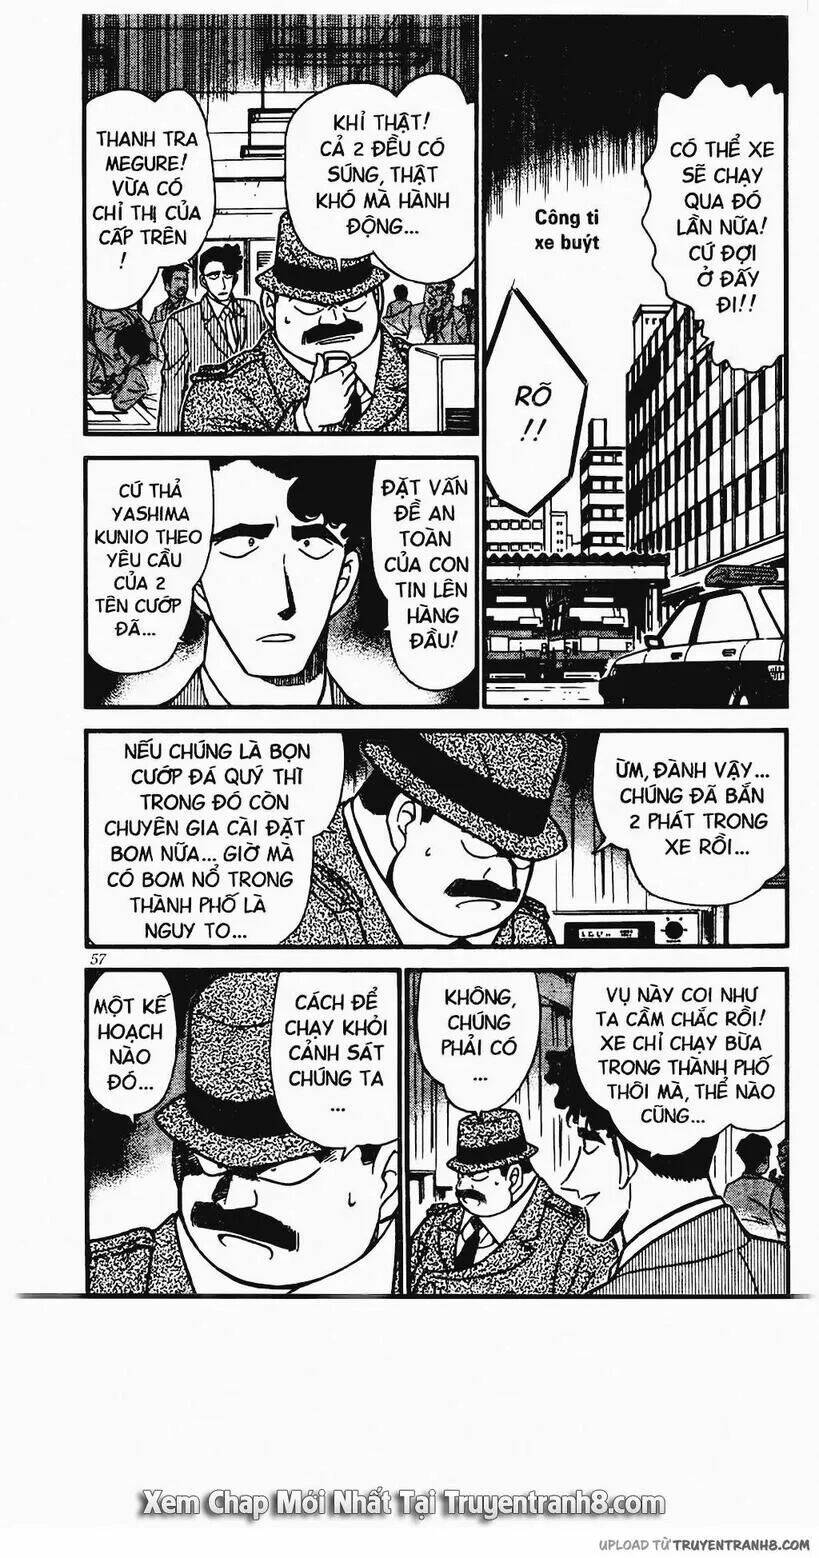 CÓ THỂ XE
SẼ CHẠY
QUA ĐÓ
LẦN NỮA!
CỨ ĐỢI
Ở ĐẤY
ĐI!!
Công ti
xe buýt
RÕ
!!
KHỈ THẬT!
CẢ 2 ĐỀU CÓ
SÚNG, THẬT
KHÓ MÀ HÀNH
ĐỘNG...
THANH TRA
MEGURE!
VỪA CÓ
CHỈ THỊ CỦA
CẤP TRÊN
!
ĐẶT VẤN
ĐỀ AN
TOÀN
CỦA CON
TIN LÊN
HÀNG
ĐẦU!
CỨ THẢ
YASHIMA
KUNIO THEO
YÊU CẦU
CỦA 2
TÊN CƯỚP
ĐÃ...
ỪM, ĐÀNH VẬY...
CHÚNG ĐÃ BẮN
2 PHÁT TRONG
XE RỒI...
NẾU CHÚNG LÀ BỌN
CƯỚP ĐÁ QUÝ THÌ
TRONG ĐÓ CÒN
CHUYÊN GIA CÀI ĐẶT
BOM NỮA... GIỜ MÀ
CÓ BOM NỔ TRONG
THÀNH PHỐ LÀ
NGUY TO...
57
VỤ NÀY COI NHƯ
TA CẦM CHẮC RỒI!
XE CHỈ CHẠY BỪA
TRONG THÀNH PHỐ
THÔI MÀ, THẾ NÀO
CŨNG...
KHÔNG,
CHÚNG
PHẢI CÓ
...
CÁCH ĐỂ
CHẠY KHỎI
CẢNH SÁT
CHÚNG TA
...
MỘT KẾ
HOẠCH
NÀO
ĐÓ...
Xem Chap Mới Nhất Tại Truyentranh8.com
UPLOAD TỪ TRUYENTRANH8.COM